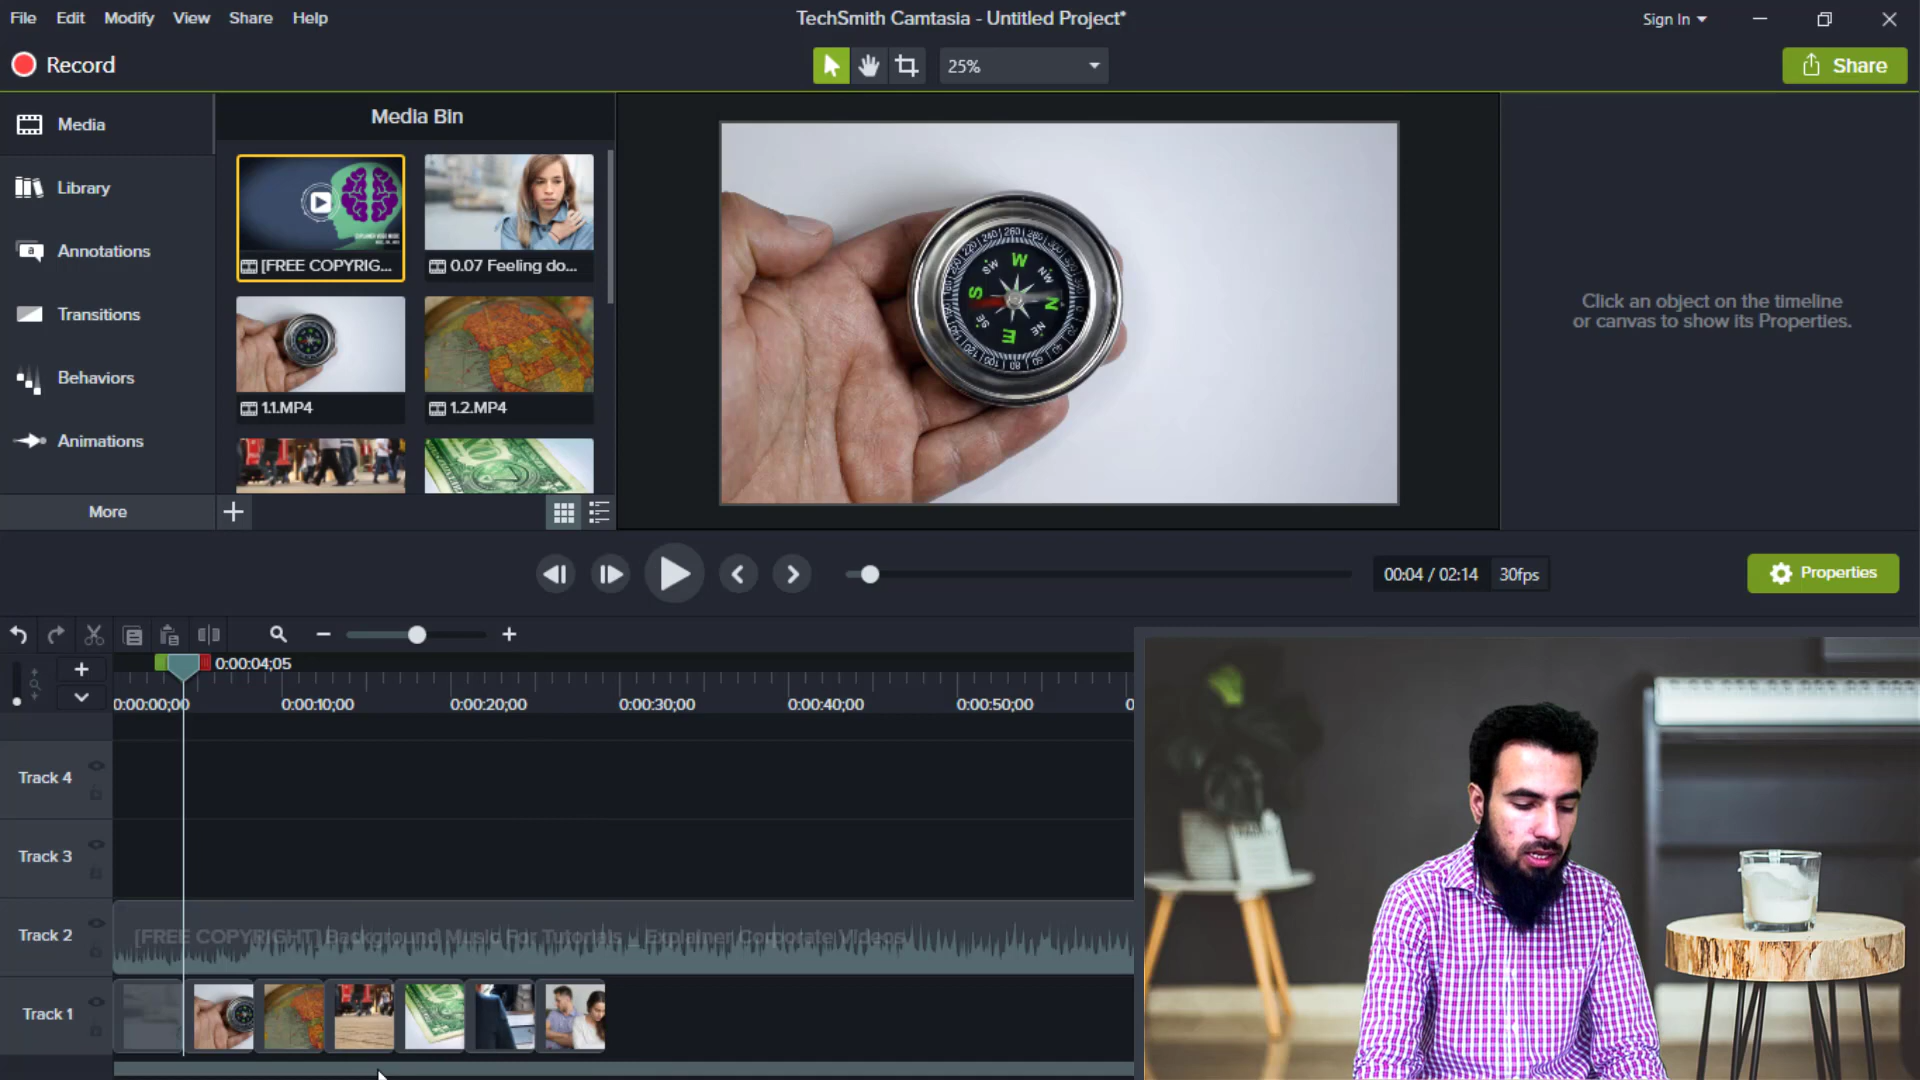 File Edit Modify View Share Help
TechSmith Camtasia - Untitled Project*
Sign In
Record
25%
Share
Media
Library
Annotations
Transitions
Behaviors
Animations
More
Media Bin
[FREE COPYRIG...
0.07 Feeling do...
1.1.MP4
1.2.MP4
W
NW
N
NE
E
SE
S
SW
Click an object on the timeline
or canvas to show its Properties.
00:04 / 02:14
30fps
Properties
0:00:04;05
0:00:00;00
0:00:10;00
0:00:20;00
0:00:30;00
0:00:40;00
0:00:50;00
Track 4
Track 3
Track 2
[FREE COPYRIGHT] Background Music For Tutorials _ Explainer Corporate Videos
Track 1